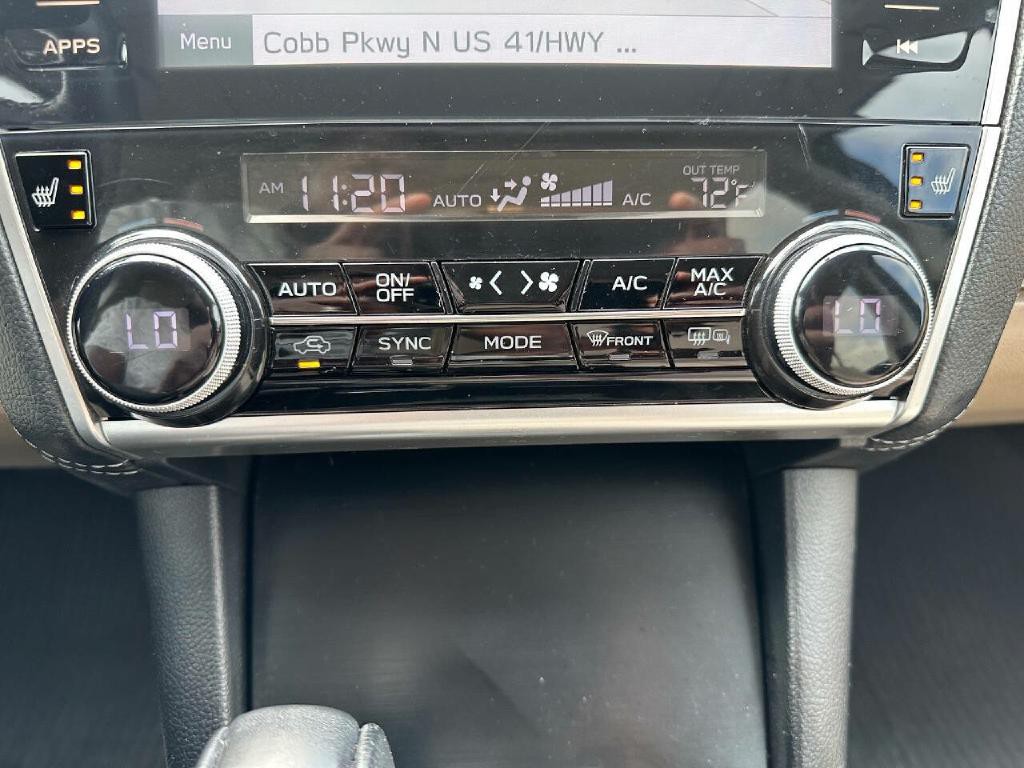 APPS
Menu Cobb Pkwy N US 41/HWY ...
AM 11:20 AUTO A/C OUT TEMP 72°F
LO AUTO ON/OFF A/C MAX A/C LO
SYNC MODE FRONT